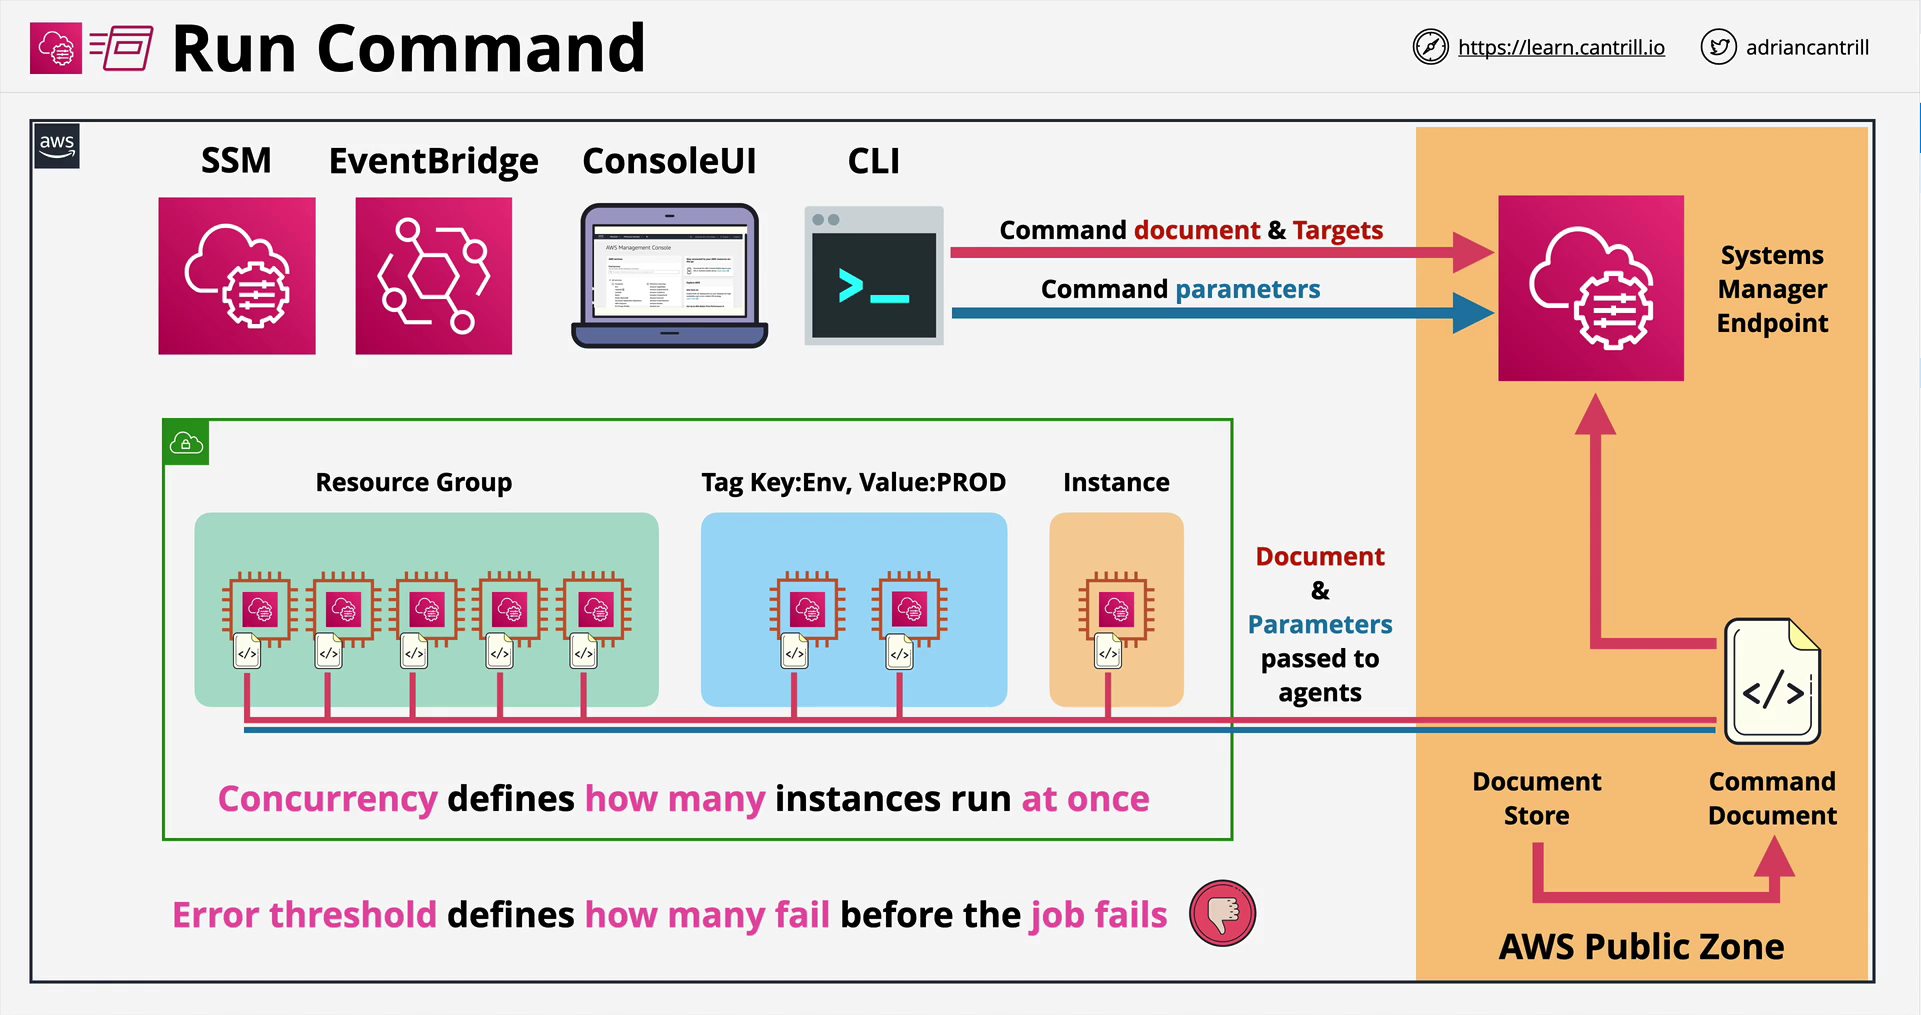 Run Command
https://learn.cantrill.io
adriancantrill
aws
SSM
EventBridge
ConsoleUI
CLI
AWS Management Console
>_
Command document & Targets
Command parameters
Systems
Manager
Endpoint
Resource Group
Tag Key:Env, Value:PROD
Instance
</>
</>
</>
</>
</>
</>
</>
</>
Document
&
Parameters
passed to
agents
</>
Concurrency defines how many instances run at once
Document
Store
Command
Document
Error threshold defines how many fail before the job fails
AWS Public Zone